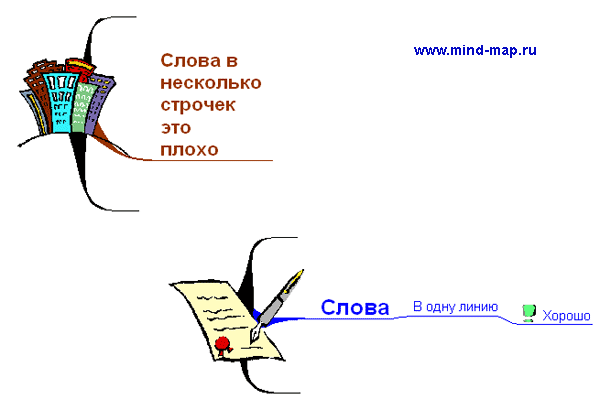 www.mind-map.ru
Слова в
несколько
строчек
это
плохо
Слова
В одну линию
Хорошо